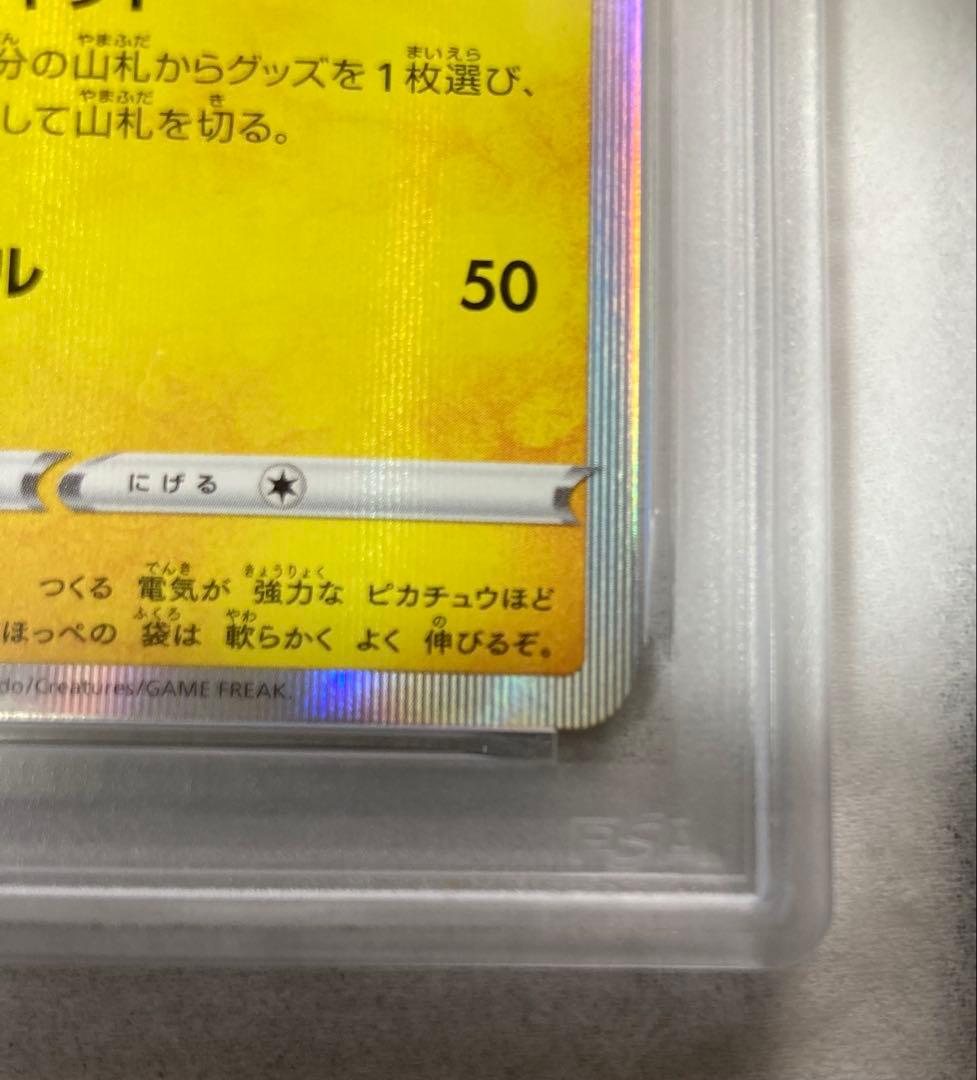 分の山札からグッズを1枚選び、
して山札を切る。
ル 50
にげる
つくる 電気が 強力な ピカチュウほど
ほっぺの 袋は 軟らかく よく 伸びるぞ。
do/Creatures/GAME FREAK.
PSA